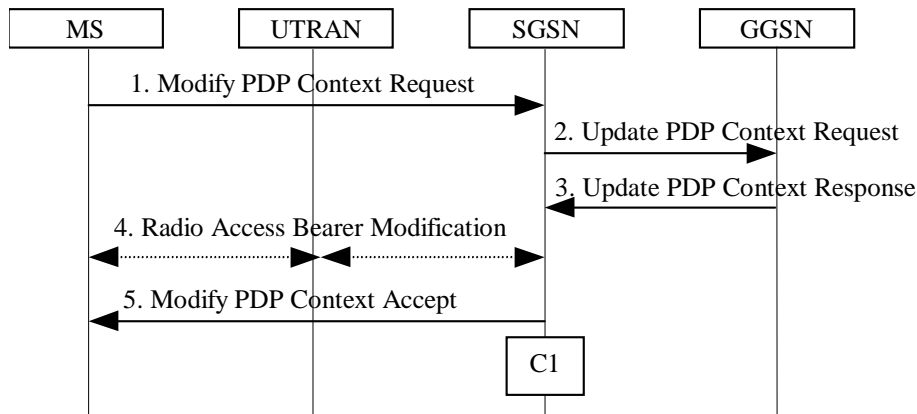 MS
UTRAN
SGSN
GGSN
1. Modify PDP Context Request
2. Update PDP Context Request
3. Update PDP Context Response
4. Radio Access Bearer Modification
5. Modify PDP Context Accept
C1